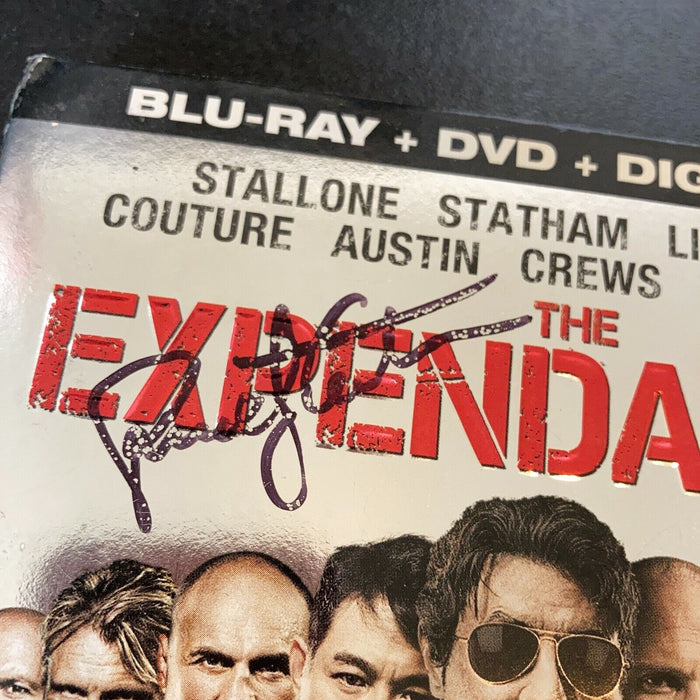 BLU-RAY + DVD + DIG
STALLONE STATHAM LI
COUTURE AUSTIN CREWS
THE
EXPENDA